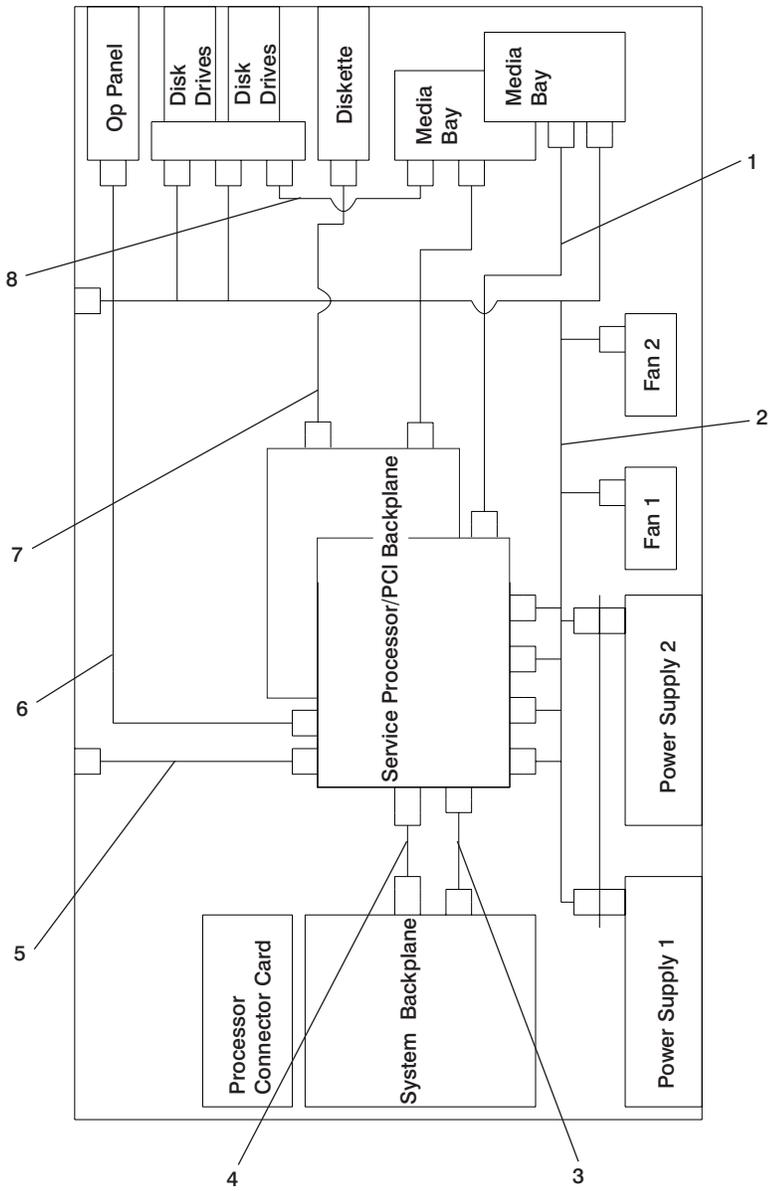 Op Panel
Disk
Drives
Disk
Drives
Diskette
Media
Bay
Media
Bay
1
8
Fan 2
2
7
Fan 1
Service Processor/PCI Backplane
6
Power Supply 2
5
Processor
Connector Card
System Backplane
Power Supply 1
4
3